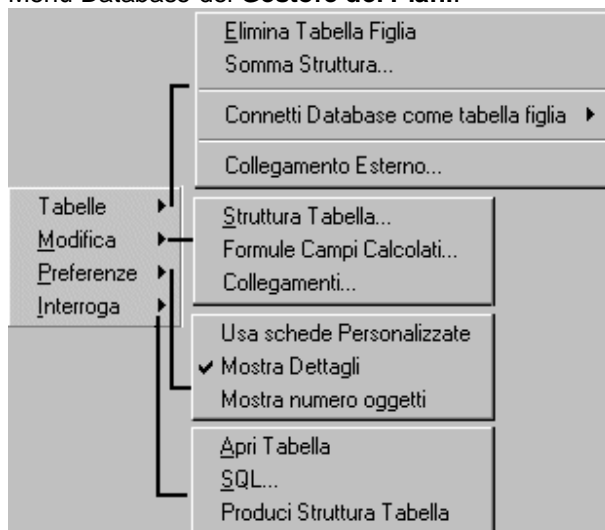 Menu Database del Gestore dei Piani.
Elimina Tabella Figlia
Somma Struttura...
Connetti Database come tabella figlia
Collegamento Esterno...
Tabelle
Modifica
Preferenze
Interroga
Struttura Tabella...
Formule Campi Calcolati...
Collegamenti...
Usa schede Personalizzate
Mostra Dettagli
Mostra numero oggetti
Apri Tabella
SQL...
Produci Struttura Tabella